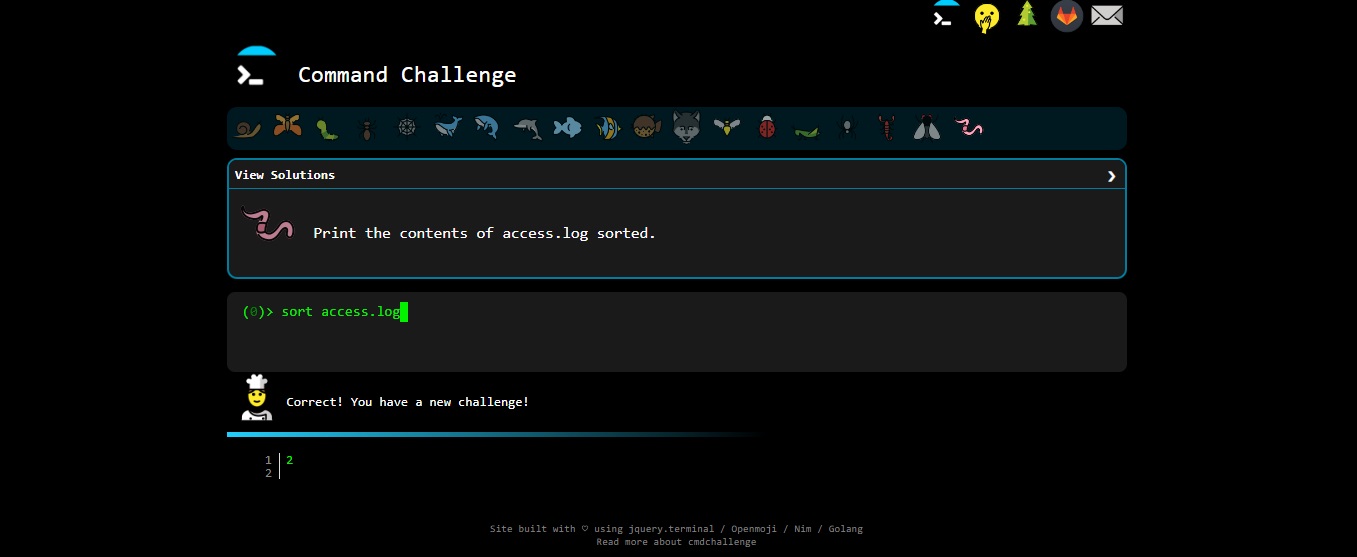 Command Challenge
View Solutions
Print the contents of access.log sorted.
(0)> sort access.log
Correct! You have a new challenge!
1 2
2
Site built with ♡ using jquery.terminal / Openmoji / Nim / Golang
Read more about cmdchallenge